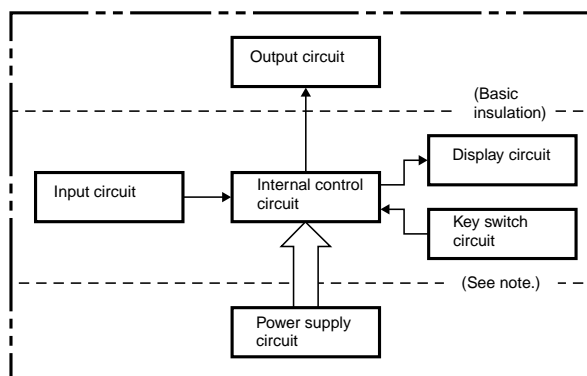 Output circuit
(Basic
insulation)
Display circuit
Input circuit
Internal control
circuit
Key switch
circuit
(See note.)
Power supply
circuit